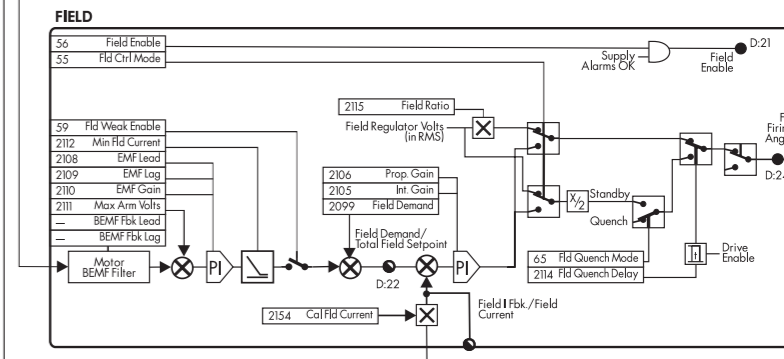 FIELD
56 Field Enable
55 Fld Ctrl Mode
Supply
Alarms OK
Field
Enable
D:21
2115 Field Ratio
Field Regulator Volts
(in RMS)
59 Fld Weak Enable
2112 Min Fld Current
2108 EMF Lead
2109 EMF Lag
2110 EMF Gain
2111 Max Arm Volts
— BEMF Fbk Lead
— BEMF Fbk Lag
Motor
BEMF Filter
PI
2106 Prop. Gain
2105 Int. Gain
2099 Field Demand
Field Demand/
Total Field Setpoint
D:22
PI
X/2
Standby
Quench
65 Fld Quench Mode
2114 Fld Quench Delay
Drive
Enable
2154 Cal Fld Current
Field I Fbk./Field
Current